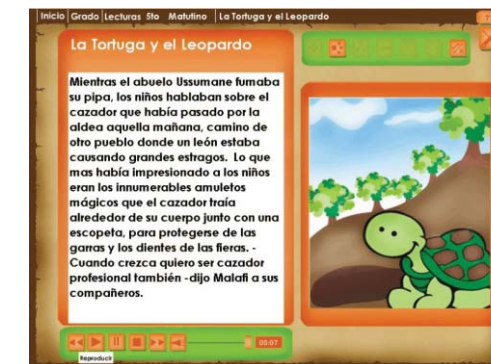 Inicio Grado Lecturas 5to Matutino La Tortuga y el Leopardo
La Tortuga y el Leopardo
Mientras el abuelo Ussumane fumaba
su pipa, los niños hablaban sobre el
cazador que había pasado por la
aldea aquella mañana, camino de
otro pueblo donde un león estaba
causando grandes estragos. Lo que
mas había impresionado a los niños
eran los innumerables amuletos
mágicos que el cazador traía
alrededor de su cuerpo junto con una
escopeta, para protegerse de las
garras y los dientes de las fieras. -
Cuando crezca quiero ser cazador
profesional también -dijo Malafi a sus
compañeros.
00:07
Reproducir